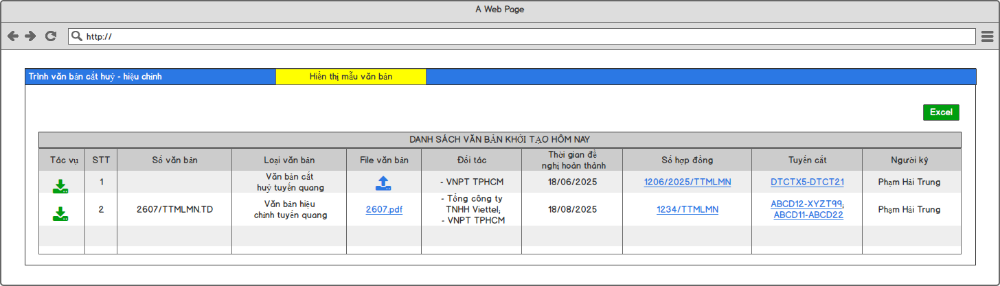 A Web Page
http://
Trình văn bản cắt huỷ - hiệu chỉnh
Hiển thị mẫu văn bản
Excel
DANH SÁCH VĂN BẢN KHỞI TẠO HÔM NAY
Tác vụ STT Số văn bản Loại văn bản File văn bản Đối tác Thời gian đề nghị hoàn thành Số hợp đồng Tuyến cắt Người ký
1 Văn bản cắt huỷ tuyến quang - VNPT TPHCM 18/06/2025 1206/2025/TTMLMN DTCTX5-DTCT21 Phạm Hải Trung
2 2607/TTMLMN.TD Văn bản hiệu chỉnh tuyến quang 2607.pdf - Tổng công ty TNHH Viettel; - VNPT TPHCM 18/08/2025 1234/TTMLMN ABCD12-XYZT99; ABCD11-ABCD22 Phạm Hải Trung